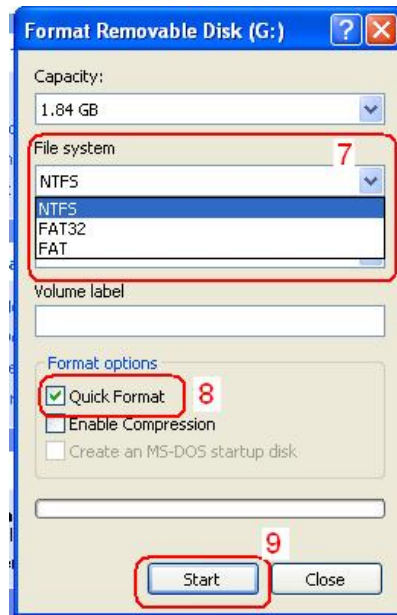 Format Removable Disk (G:)
Capacity:
1.84 GB
File system
7
NTFS
NTFS
FAT32
FAT
Volume label
Format options
Quick Format
8
Enable Compression
Create an MS-DOS startup disk
9
Start
Close